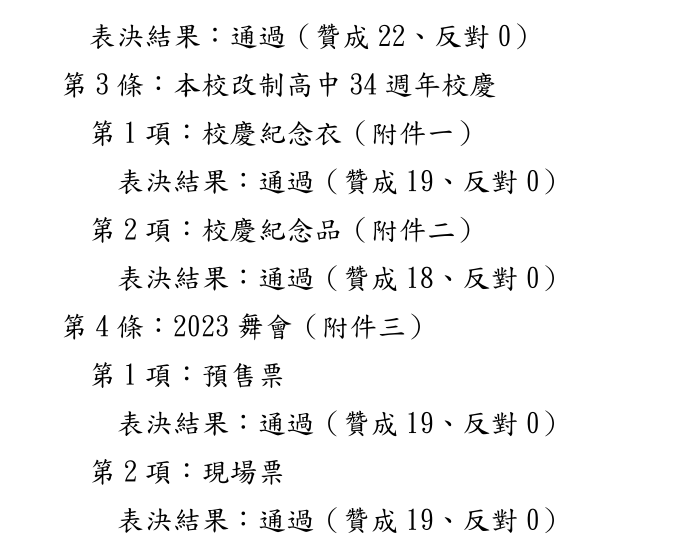 表決結果：通過（贊成 22、反對 0）
第 3 條：本校改制高中 34 週年校慶
第 1 項：校慶紀念衣（附件一）
表決結果：通過（贊成 19、反對 0）
第 2 項：校慶紀念品（附件二）
表決結果：通過（贊成 18、反對 0）
第 4 條：2023 舞會（附件三）
第 1 項：預售票
表決結果：通過（贊成 19、反對 0）
第 2 項：現場票
表決結果：通過（贊成 19、反對 0）